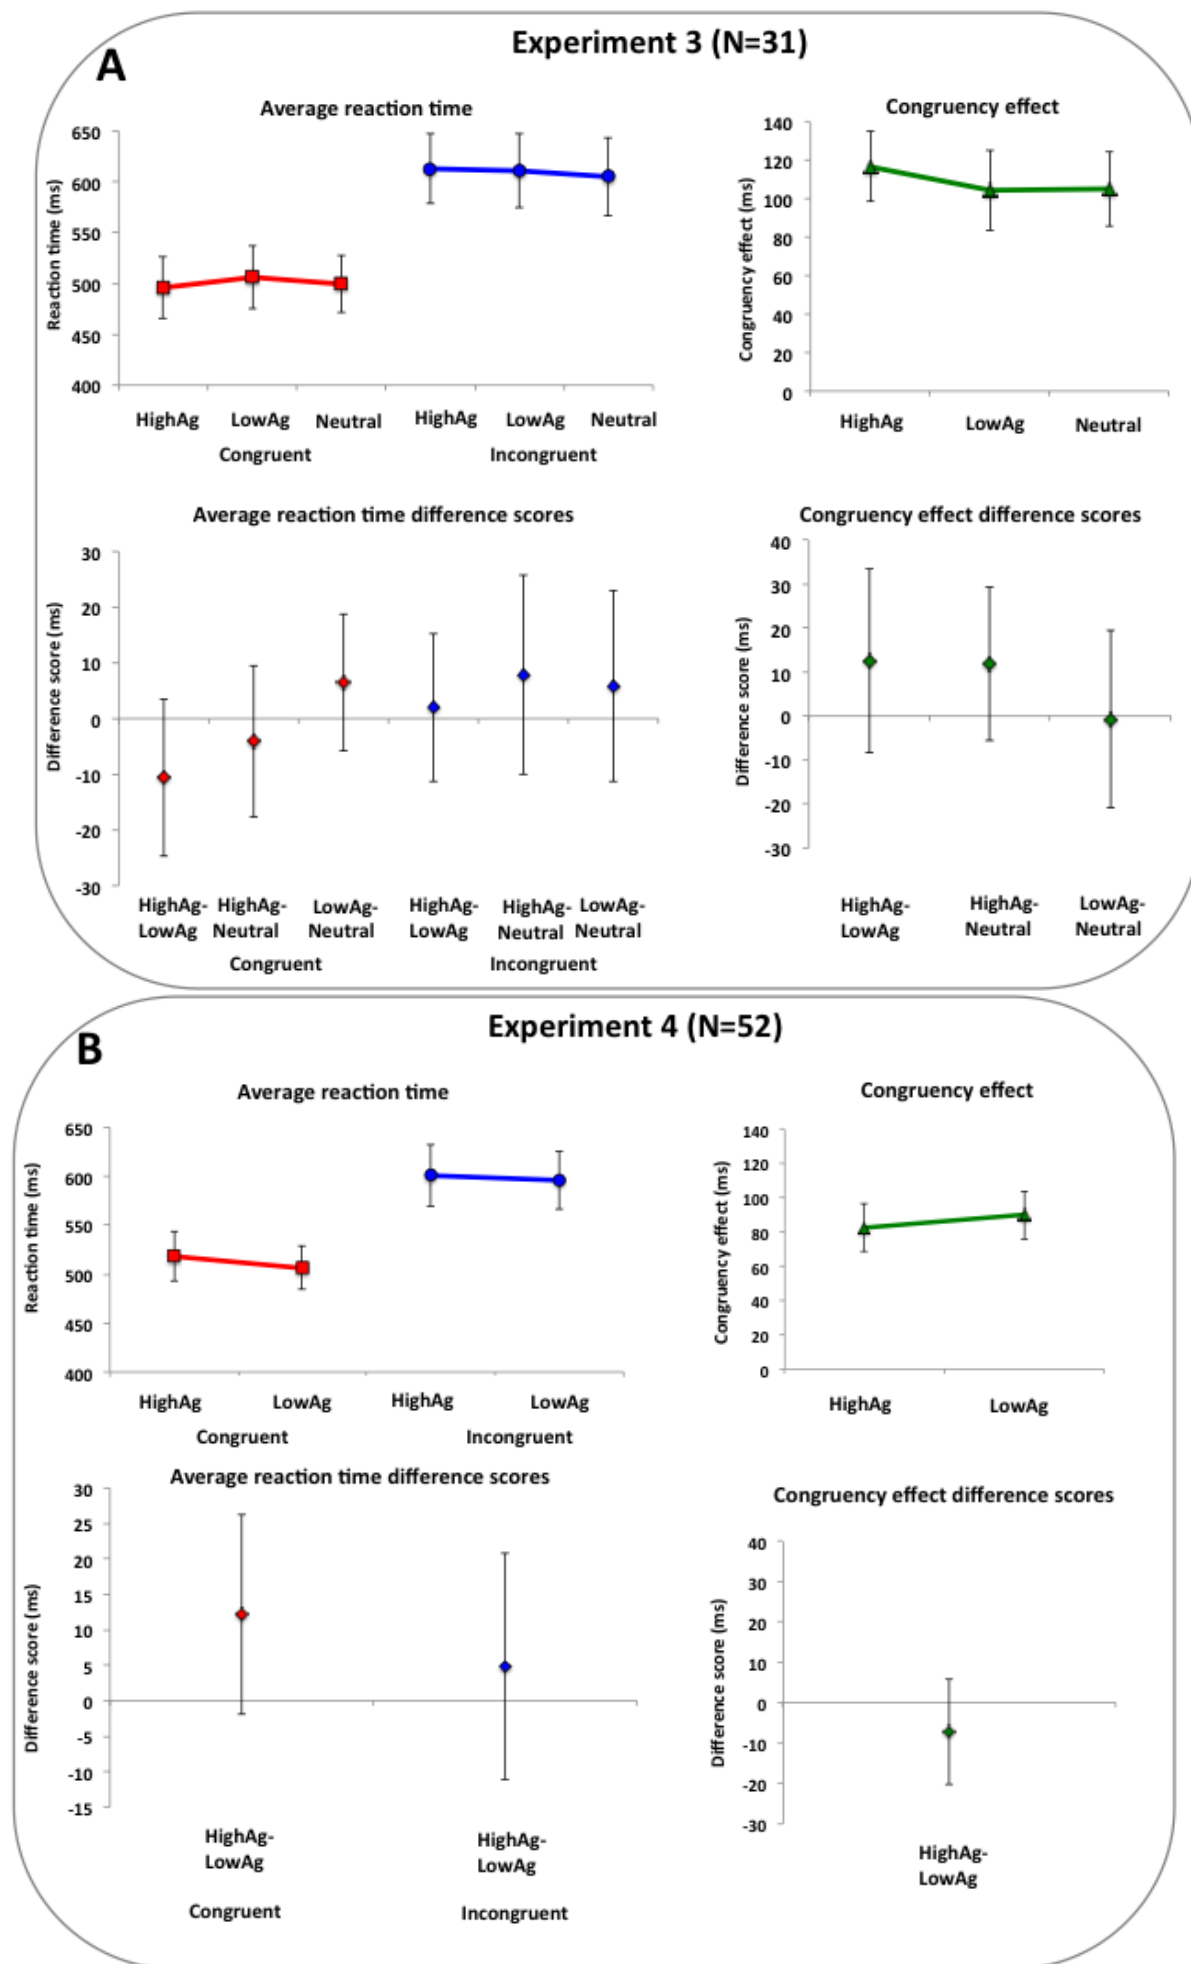 A
Experiment 3 (N=31)
Average reaction time
Reaction time (ms)
650
600
550
500
450
400
HighAg LowAg Neutral HighAg LowAg Neutral
Congruent Incongruent
Congruency effect
Congruency effect (ms)
140
120
100
80
60
40
20
0
HighAg LowAg Neutral
Average reaction time difference scores
Difference score (ms)
30
20
10
0
-10
-20
-30
HighAg- HighAg- LowAg- HighAg- HighAg- LowAg-
LowAg Neutral Neutral LowAg Neutral Neutral
Congruent Incongruent
Congruency effect difference scores
Difference score (ms)
40
30
20
10
0
-10
-20
-30
HighAg- HighAg- LowAg-
LowAg Neutral Neutral
B
Experiment 4 (N=52)
Average reaction time
Reaction time (ms)
650
600
550
500
450
400
HighAg LowAg HighAg LowAg
Congruent Incongruent
Congruency effect
Congruency effect (ms)
140
120
100
80
60
40
20
0
HighAg LowAg
Average reaction time difference scores
Difference score (ms)
30
25
20
15
10
5
0
-5
-10
-15
HighAg- HighAg-
LowAg LowAg
Congruent Incongruent
Congruency effect difference scores
Difference score (ms)
40
30
20
10
0
-10
-20
-30
HighAg-
LowAg